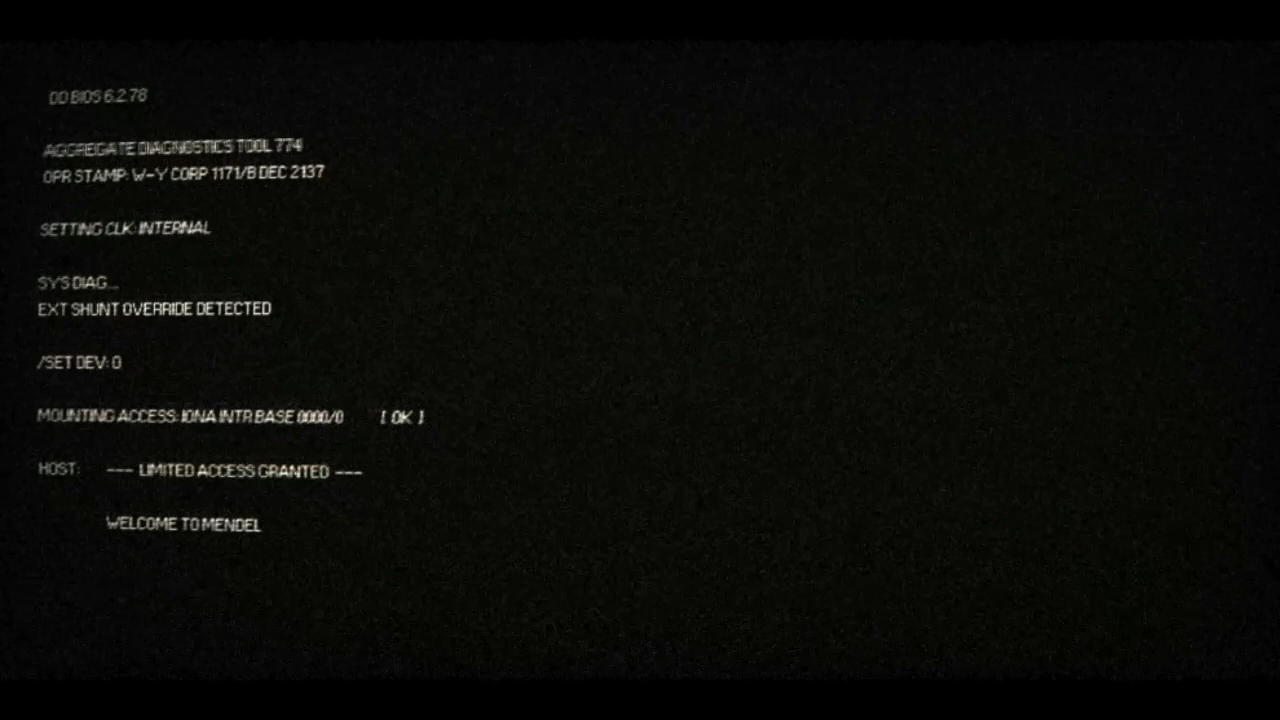 DD BIOS 6.2.78
AGGREGATE DIAGNOSTICS TOOL 774
OPR STAMP: W-Y CORP 1171/B DEC 2137
SETTING CLK: INTERNAL
SYS DIAG...
EXT SHUNT OVERRIDE DETECTED
/SET DEV: 0
MOUNTING ACCESS: IONA INTR BASE 0000/0 [ OK ]
HOST: --- LIMITED ACCESS GRANTED ---
WELCOME TO MENDEL